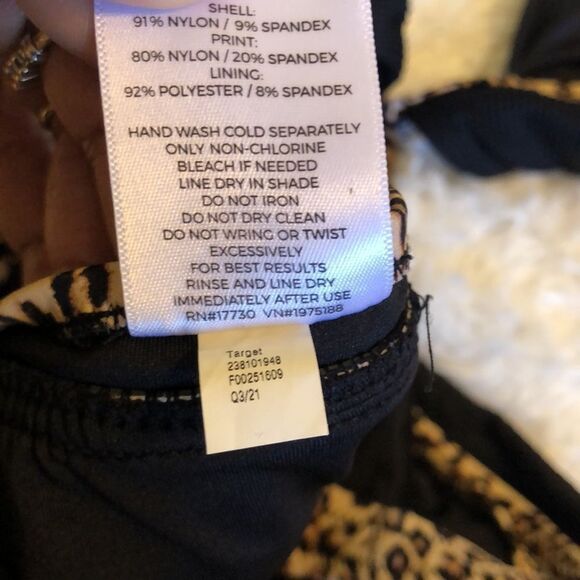 SHELL:
91% NYLON / 9% SPANDEX
PRINT:
80% NYLON / 20% SPANDEX
LINING:
92% POLYESTER / 8% SPANDEX
HAND WASH COLD SEPARATELY
ONLY NON-CHLORINE
BLEACH IF NEEDED
LINE DRY IN SHADE
DO NOT IRON
DO NOT DRY CLEAN
DO NOT WRING OR TWIST
EXCESSIVELY
FOR BEST RESULTS
RINSE AND LINE DRY
IMMEDIATELY AFTER USE
RN#17730 VN#1975188
Target
238101948
F00251609
Q3/21